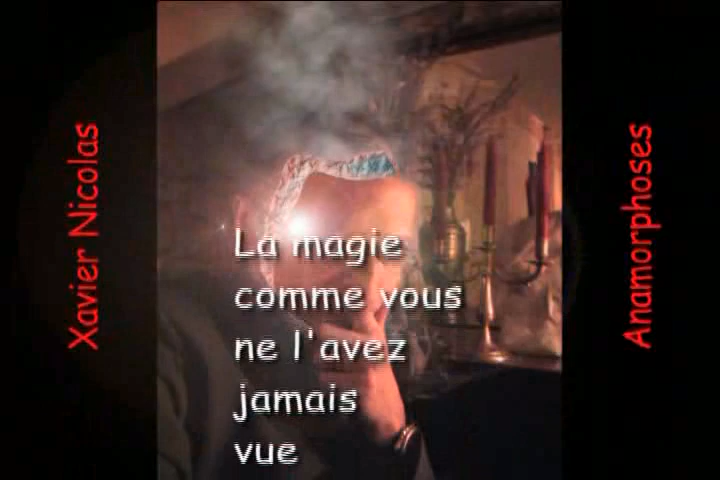 Xavier Nicolas
La magie
comme vous
ne l'avez
jamais
vue
Anamorphoses